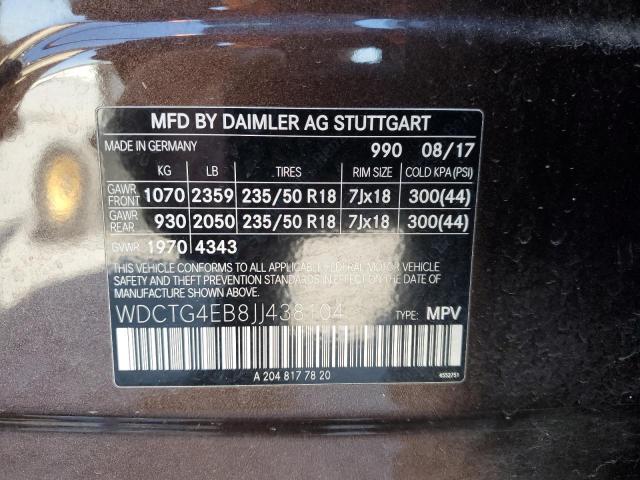 MFD BY DAIMLER AG STUTTGART
MADE IN GERMANY 990 08/17
KG LB TIRES RIM SIZE COLD KPA (PSI)
GAWR FRONT 1070 2359 235/50 R18 7Jx18 300(44)
GAWR REAR 930 2050 235/50 R18 7Jx18 300(44)
GVWR 1970 4343
THIS VEHICLE CONFORMS TO ALL APPLICABLE FEDERAL MOTOR VEHICLE
SAFETY AND THEFT PREVENTION STANDARDS IN EFFECT ON THE DATE
OF MANUFACTURE SHOWN ABOVE.
WDCTG4EB8JJ438104 TYPE: MPV
A 204 817 78 20 4552751